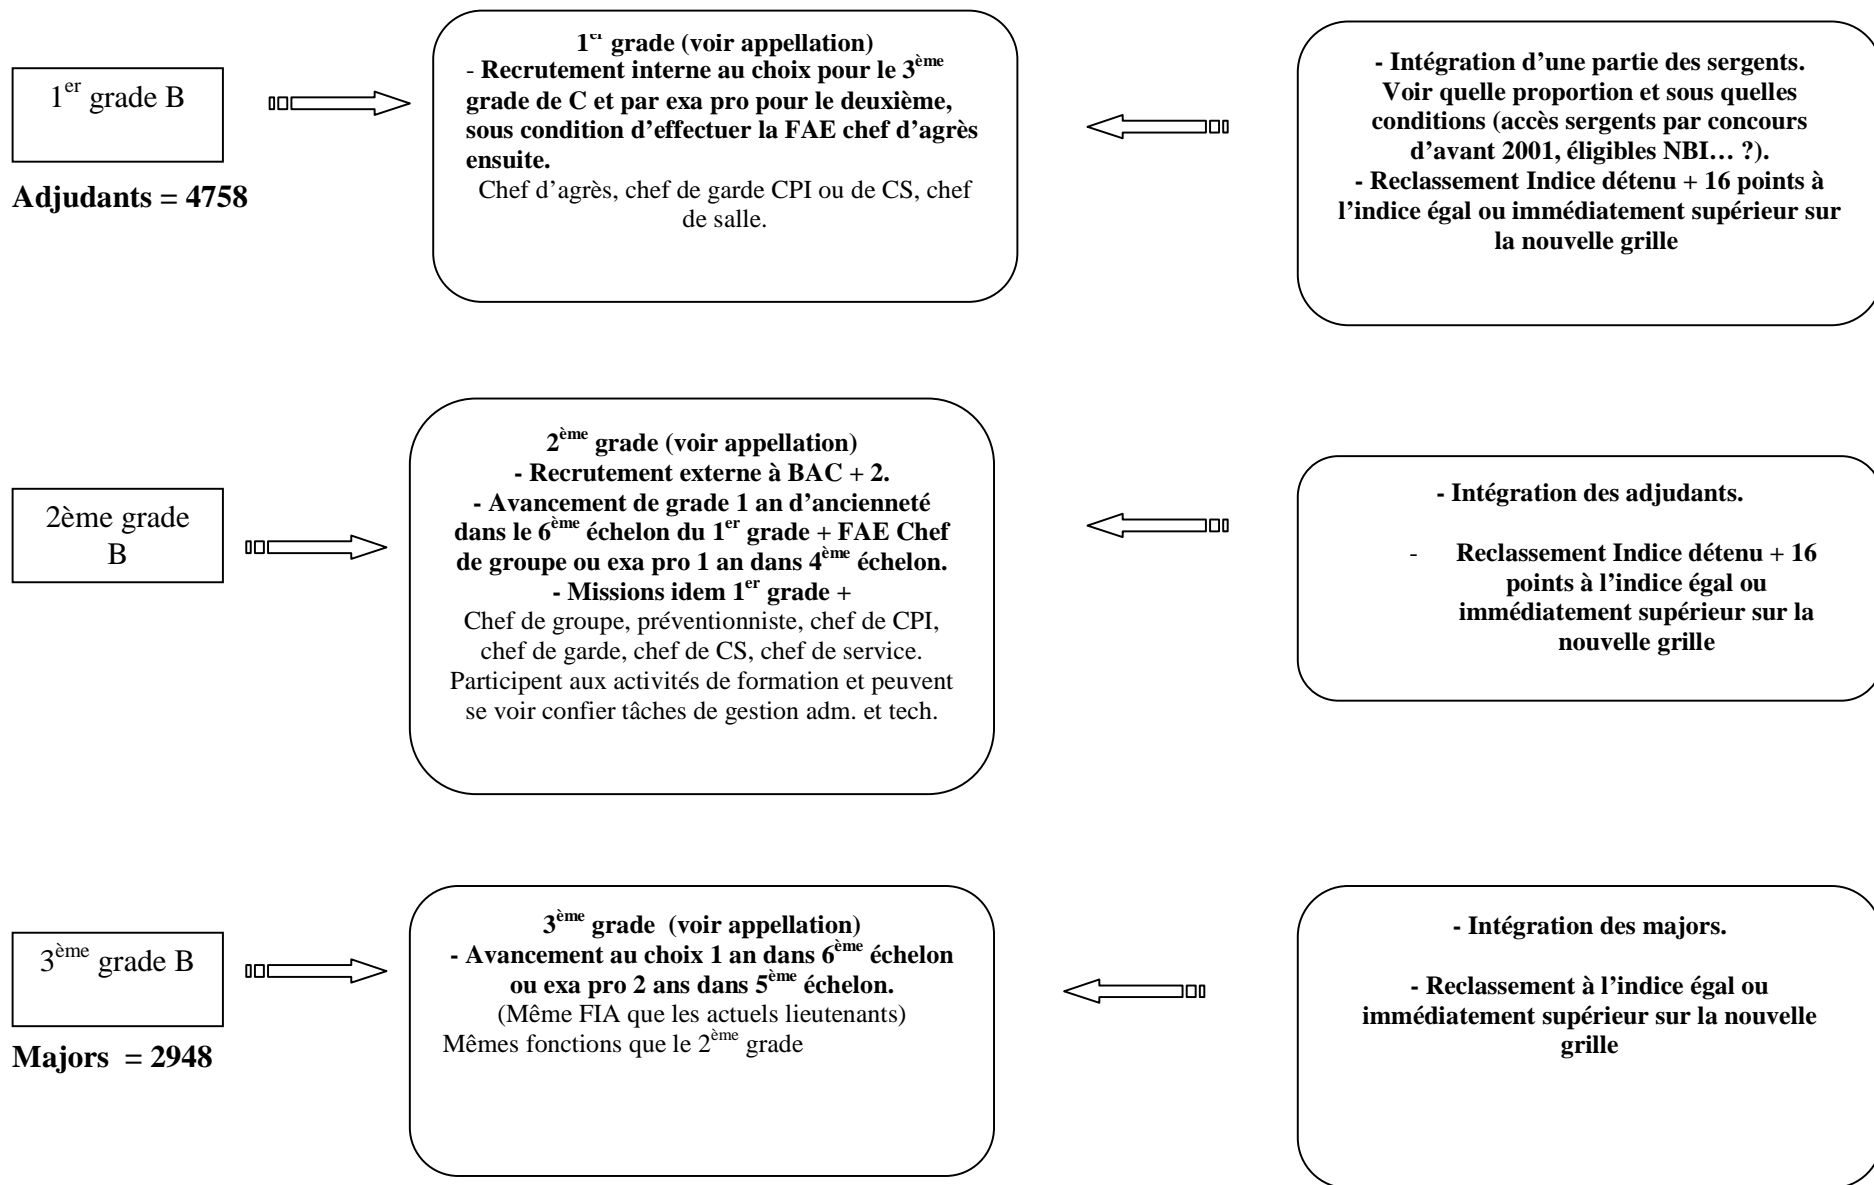 1er grade B
Adjudants = 4758
1er grade (voir appellation)
- Recrutement interne au choix pour le 3ème
grade de C et par exa pro pour le deuxième,
sous condition d'effectuer la FAE chef d'agrès
ensuite.
Chef d'agrès, chef de garde CPI ou de CS, chef
de salle.
- Intégration d'une partie des sergents.
Voir quelle proportion et sous quelles
conditions (accès sergents par concours
d'avant 2001, éligibles NBI… ?).
- Reclassement Indice détenu + 16 points à
l'indice égal ou immédiatement supérieur sur
la nouvelle grille
2ème grade
B
2ème grade (voir appellation)
- Recrutement externe à BAC + 2.
- Avancement de grade 1 an d'ancienneté
dans le 6ème échelon du 1er grade + FAE Chef
de groupe ou exa pro 1 an dans 4ème échelon.
- Missions idem 1er grade +
Chef de groupe, préventionniste, chef de CPI,
chef de garde, chef de CS, chef de service.
Participent aux activités de formation et peuvent
se voir confier tâches de gestion adm. et tech.
- Intégration des adjudants.
- Reclassement Indice détenu + 16
points à l'indice égal ou
immédiatement supérieur sur la
nouvelle grille
3ème grade B
Majors = 2948
3ème grade (voir appellation)
- Avancement au choix 1 an dans 6ème échelon
ou exa pro 2 ans dans 5ème échelon.
(Même FIA que les actuels lieutenants)
Mêmes fonctions que le 2ème grade
- Intégration des majors.
- Reclassement à l'indice égal ou
immédiatement supérieur sur la nouvelle
grille